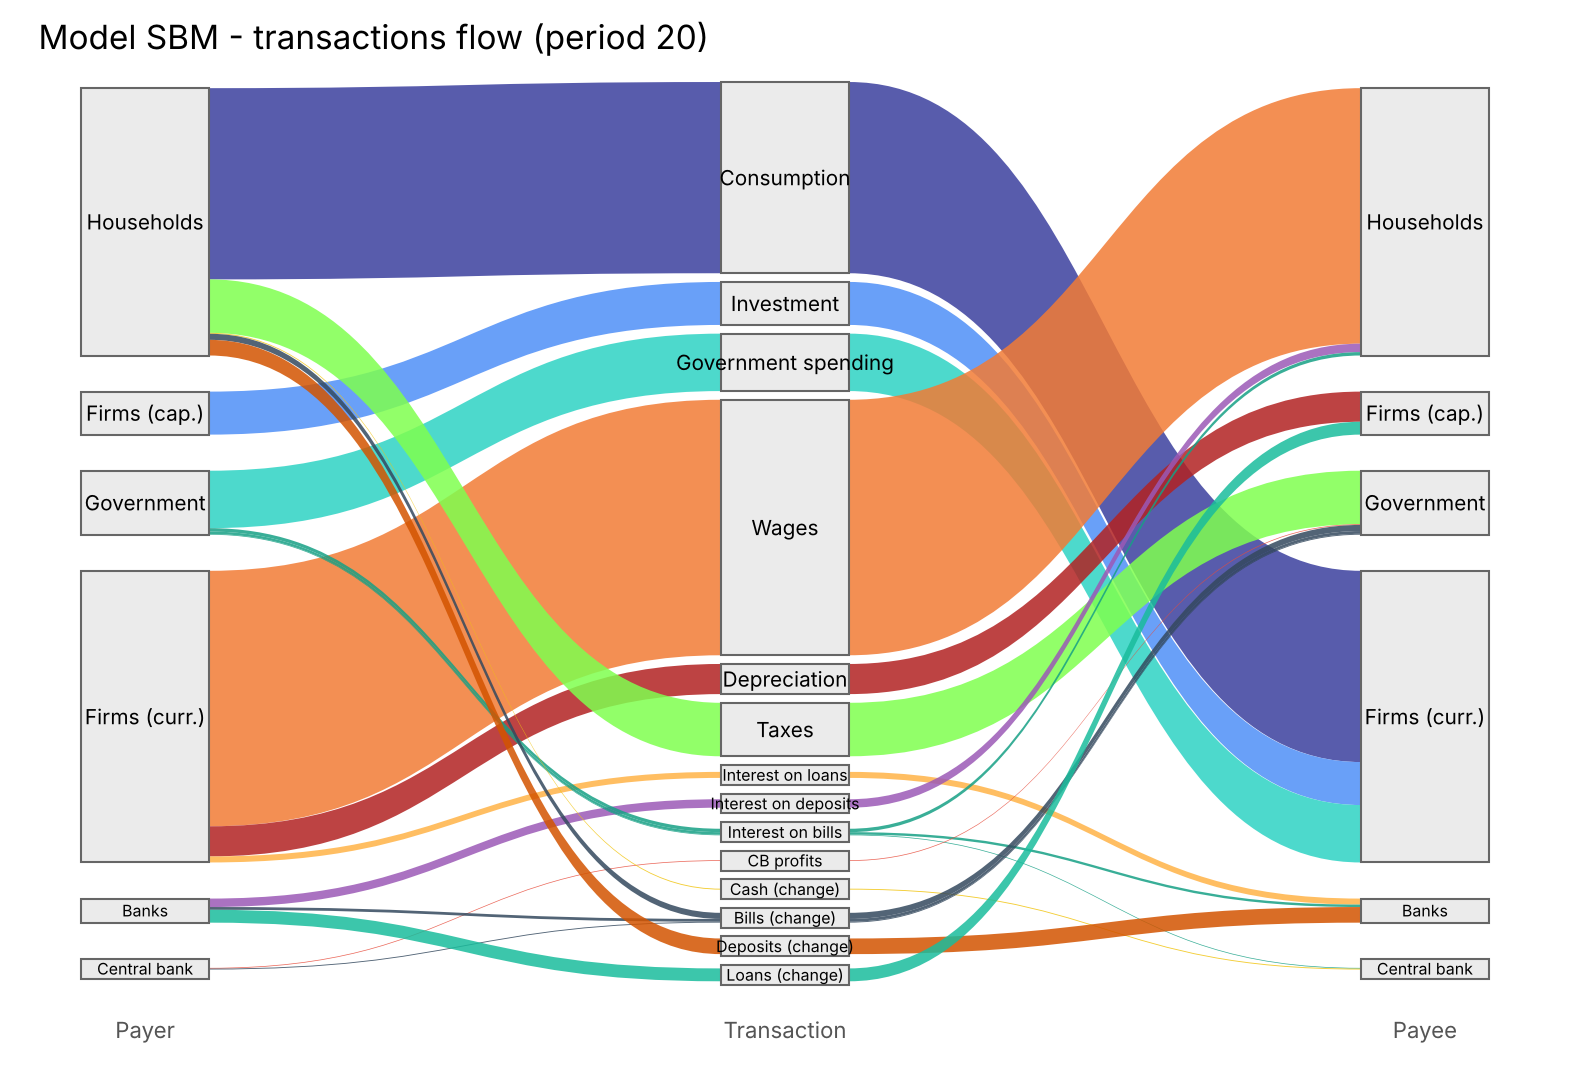 Model SBM - transactions flow (period 20)
Households
Firms (cap.)
Government
Firms (curr.)
Banks
Central bank
Payer
Consumption
Investment
Government spending
Wages
Depreciation
Taxes
Interest on loans
Interest on deposits
Interest on bills
CB profits
Cash (change)
Bills (change)
Deposits (change)
Loans (change)
Transaction
Households
Firms (cap.)
Government
Firms (curr.)
Banks
Central bank
Payee